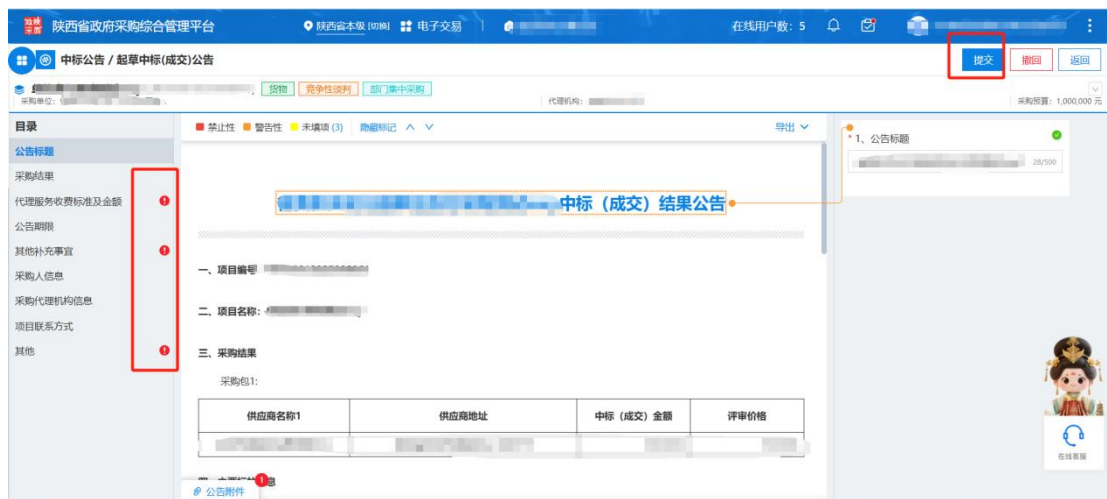 陕西省政府采购综合管理平台 陕西省本级 [切换] 电子交易 在线用户数: 5
中标公告 / 起草中标(成交)公告 提交 撤回 返回
货物 竞争性谈判 部门集中采购
采购单位: 代理机构: 采购预算: 1,000,000 元
目录
公告标题
采购结果
代理服务收费标准及金额
公告期限
其他补充事宜
采购人信息
采购代理机构信息
项目联系方式
其他
禁止性 警告性 未填项 (3) 隐藏标记 导出
中标（成交）结果公告
一、项目编号
二、项目名称:
三、采购结果
采购包1:
供应商名称1 供应商地址 中标（成交）金额 评审价格
公告附件 1
* 1、公告标题
28/500
在线客服